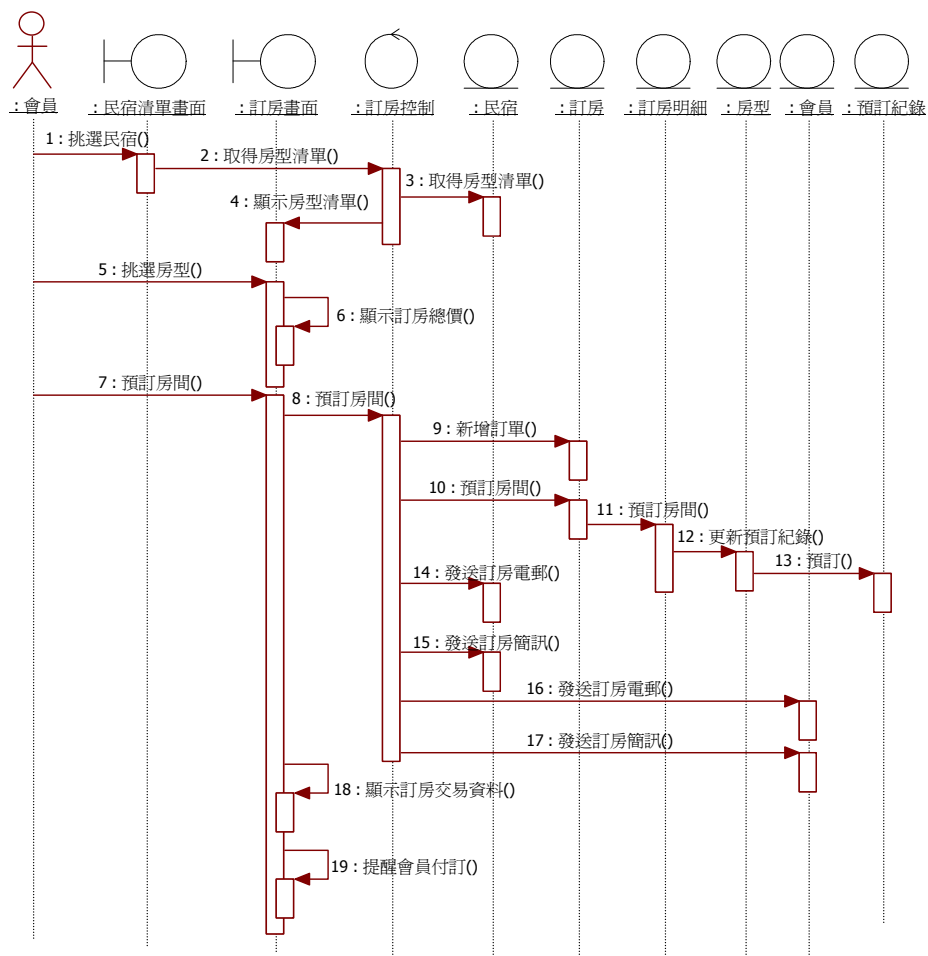 : 會員
: 民宿清單畫面
: 訂房畫面
: 訂房控制
: 民宿
: 訂房
: 訂房明細
: 房型
: 會員
: 預訂紀錄
1 : 挑選民宿()
2 : 取得房型清單()
3 : 取得房型清單()
4 : 顯示房型清單()
5 : 挑選房型()
6 : 顯示訂房總價()
7 : 預訂房間()
8 : 預訂房間()
9 : 新增訂單()
10 : 預訂房間()
11 : 預訂房間()
12 : 更新預訂紀錄()
13 : 預訂()
14 : 發送訂房電郵()
15 : 發送訂房簡訊()
16 : 發送訂房電郵()
17 : 發送訂房簡訊()
18 : 顯示訂房交易資料()
19 : 提醒會員付訂()